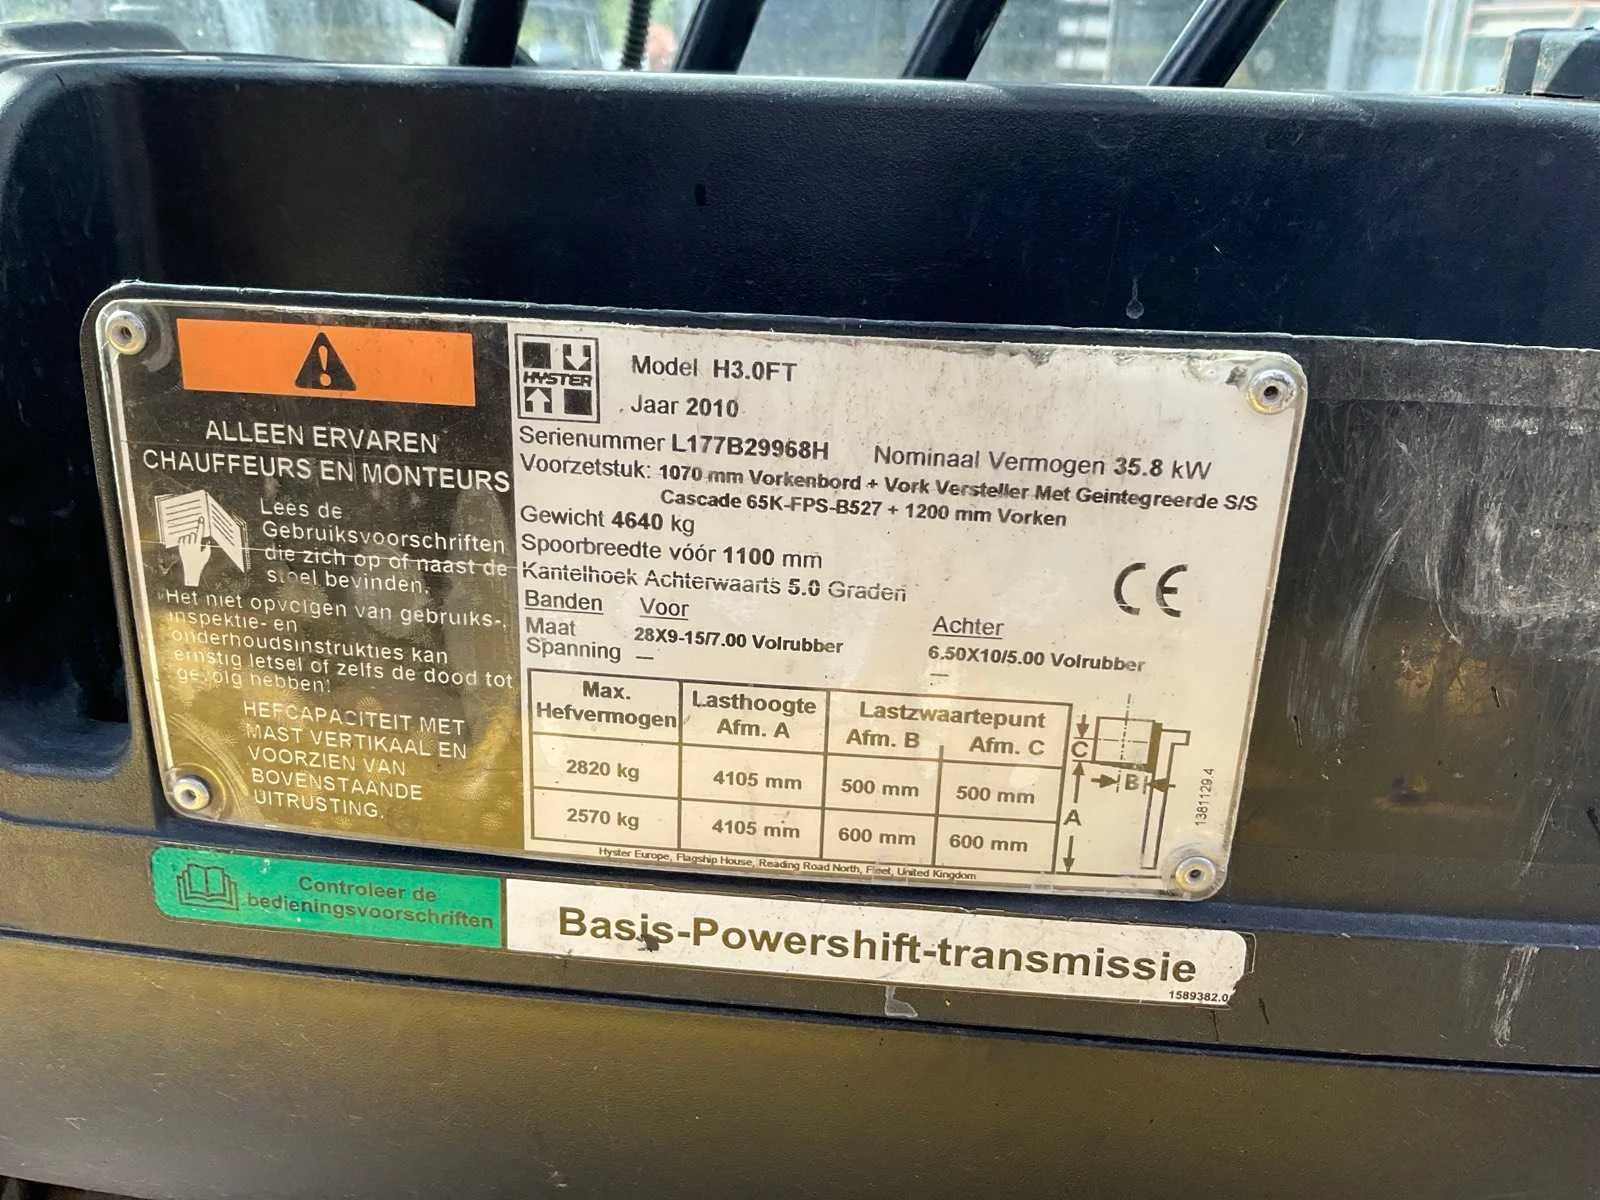 ALLEEN ERVAREN
CHAUFFEURS EN MONTEURS
Lees de
Gebruiksvoorschriften
die zich op of naast de
stoel bevinden.
Het niet opvolgen van gebruiks-,
inspektie- en
onderhoudsinstrukties kan
ernstig letsel of zelfs de dood tot
gevolg hebben!
HEFCAPACITEIT MET
MAST VERTIKAAL EN
VOORZIEN VAN
BOVENSTAANDE
UITRUSTING.
HYSTER
Model H3.0FT
Jaar 2010
Serienummer L177B29968H Nominaal Vermogen 35.8 kW
Voorzetstuk: 1070 mm Vorkenbord + Vork Versteller Met Geintegreerde S/S
Cascade 65K-FPS-B527 + 1200 mm Vorken
Gewicht 4640 kg
Spoorbreedte vóór 1100 mm
Kantelhoek Achterwaarts 5.0 Graden
CE
Banden Voor Achter
Maat 28X9-15/7.00 Volrubber 6.50X10/5.00 Volrubber
Spanning — —
Max. Hefvermogen Lasthoogte Afm. A Lastzwaartepunt Afm. B Afm. C
2820 kg 4105 mm 500 mm 500 mm
2570 kg 4105 mm 600 mm 600 mm
C
B
A
1381129.4
Hyster Europe, Flagship House, Reading Road North, Fleet, United Kingdom
Controleer de
bedieningsvoorschriften
Basis-Powershift-transmissie
1589382.0